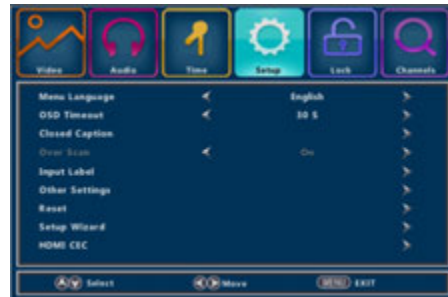 Video Audio Time Setup Lock Channels
Menu Language English
OSD Timeout 30 S
Closed Caption
Over Scan On
Input Label
Other Settings
Reset
Setup Wizard
HDMI CEC
Select Move MENU EXIT